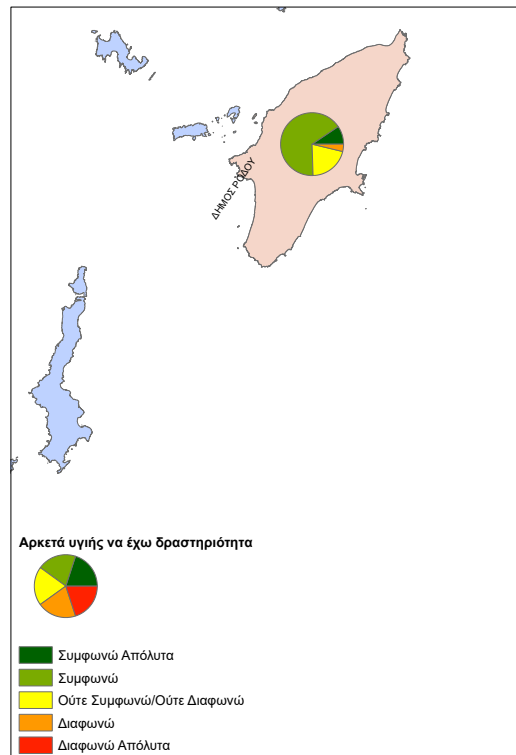 ΔΗΜΟΣ ΡΟΔΟΥ
Αρκετά υγιής να έχω δραστηριότητα
Συμφωνώ Απόλυτα
Συμφωνώ
Ούτε Συμφωνώ/Ούτε Διαφωνώ
Διαφωνώ
Διαφωνώ Απόλυτα